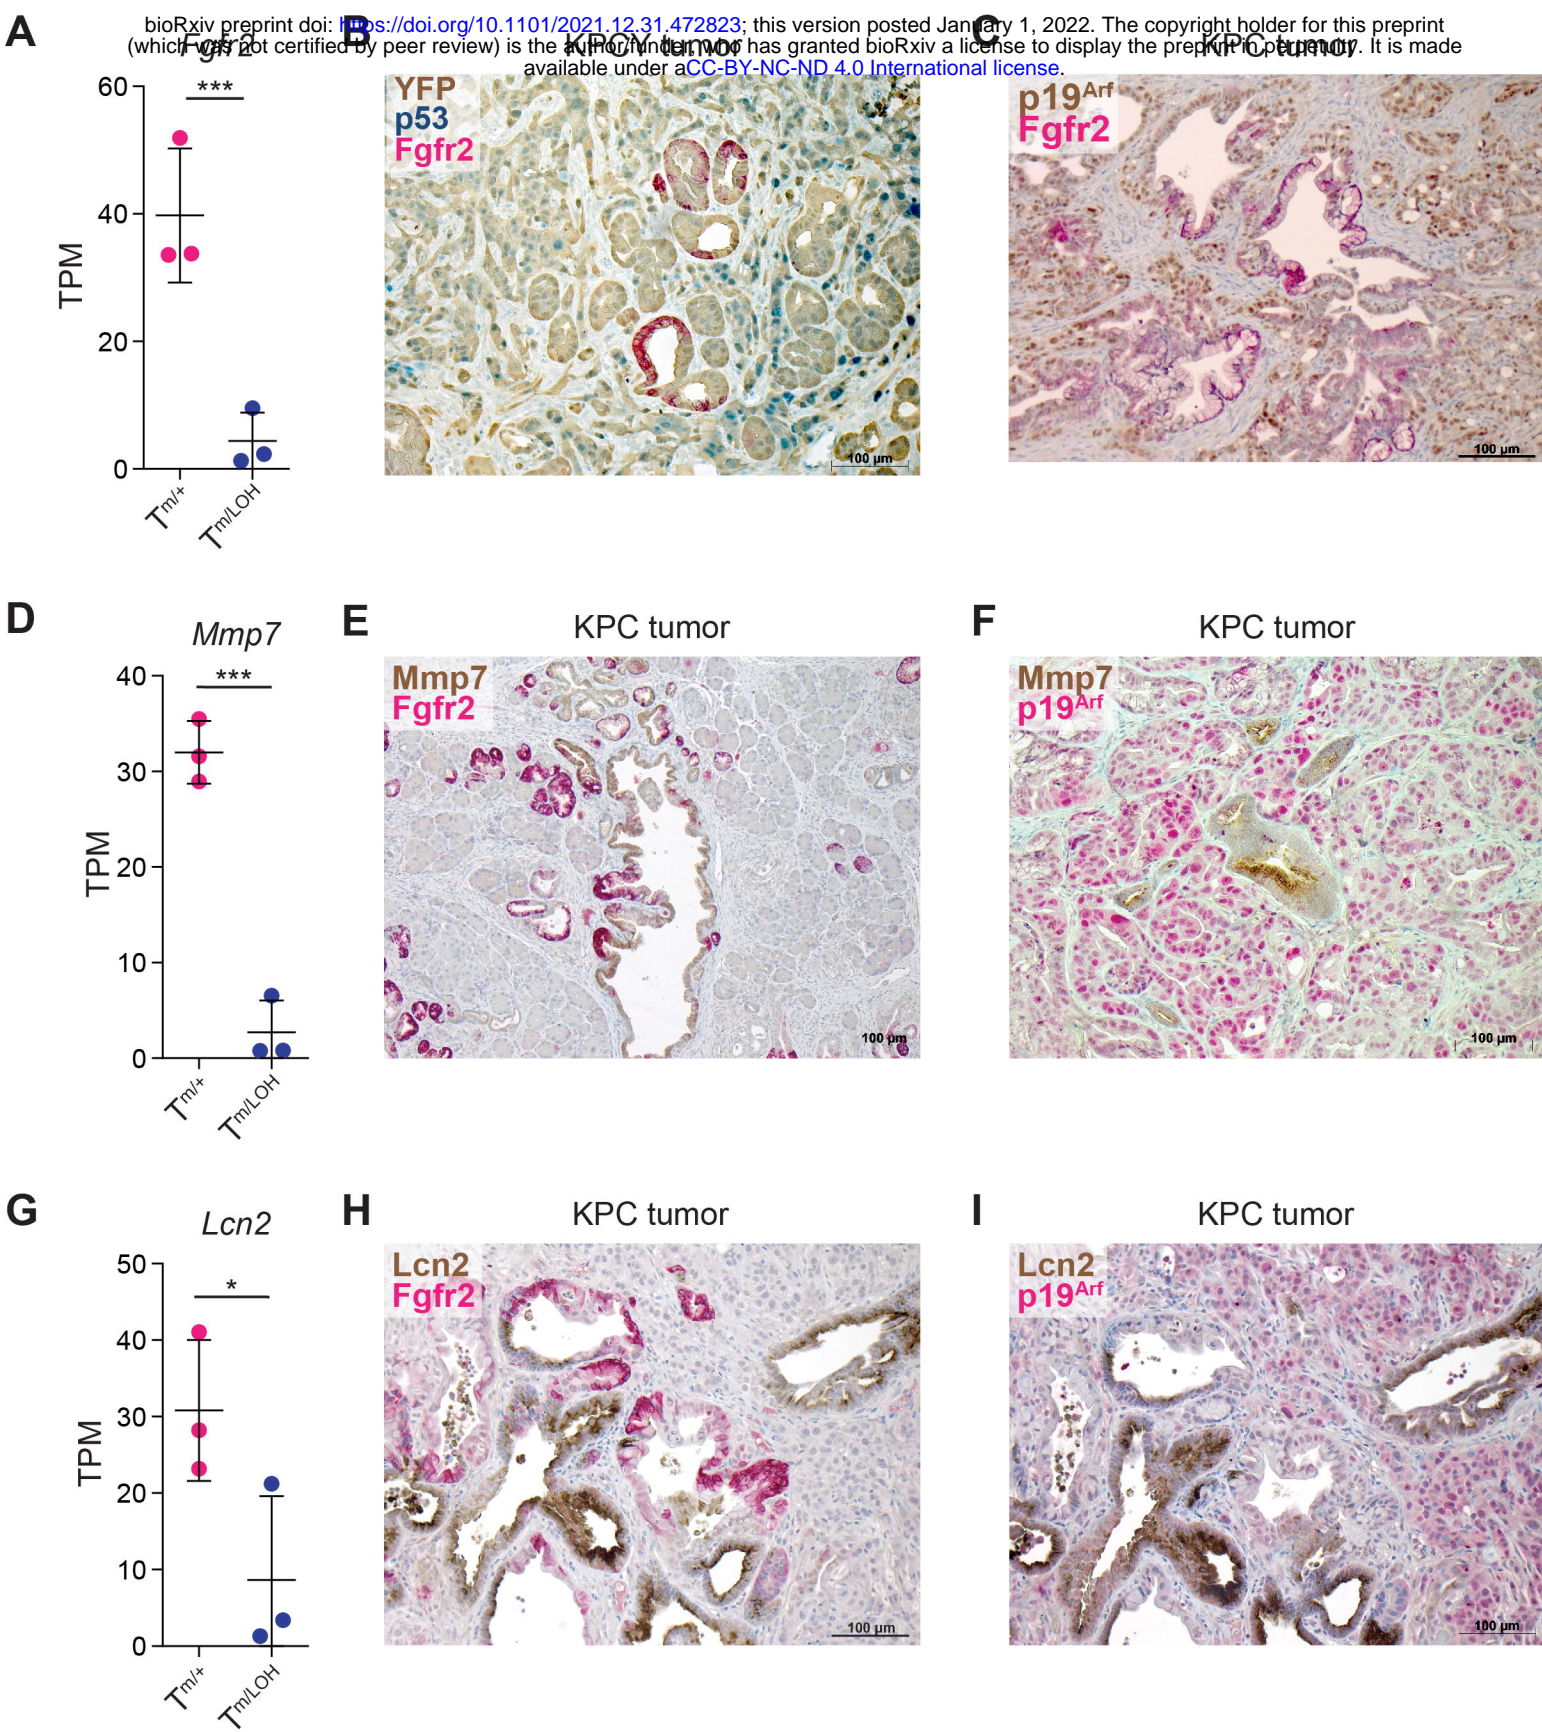 bioRxiv preprint doi: https://doi.org/10.1101/2021.12.31.472823; this version posted January 1, 2022. The copyright holder for this preprint
(which was not certified by peer review) is the author/funder, who has granted bioRxiv a license to display the preprint in perpetuity. It is made
available under aCC-BY-NC-ND 4.0 International license.
A
Fgfr2
***
60
40
20
0
TPM
Tm/+
Tm/LOH
B
KPCY tumor
YFP
p53
Fgfr2
100 µm
C
KPC tumor
p19Arf
Fgfr2
100 µm
D
Mmp7
***
40
30
20
10
0
TPM
Tm/+
Tm/LOH
E
KPC tumor
Mmp7
Fgfr2
100 µm
F
KPC tumor
Mmp7
p19Arf
100 µm
G
Lcn2
*
50
40
30
20
10
0
TPM
Tm/+
Tm/LOH
H
KPC tumor
Lcn2
Fgfr2
100 µm
I
KPC tumor
Lcn2
p19Arf
100 µm